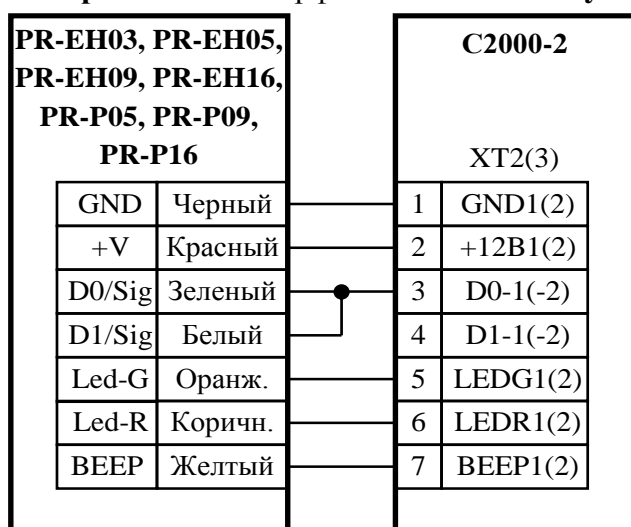 PR-EH03, PR-EH05,
PR-EH09, PR-EH16,
PR-P05, PR-P09,
PR-P16
C2000-2
XT2(3)
GND Черный 1 GND1(2)
+V Красный 2 +12В1(2)
D0/Sig Зеленый 3 D0-1(-2)
D1/Sig Белый 4 D1-1(-2)
Led-G Оранж. 5 LEDG1(2)
Led-R Коричн. 6 LEDR1(2)
BEEP Желтый 7 BEEP1(2)